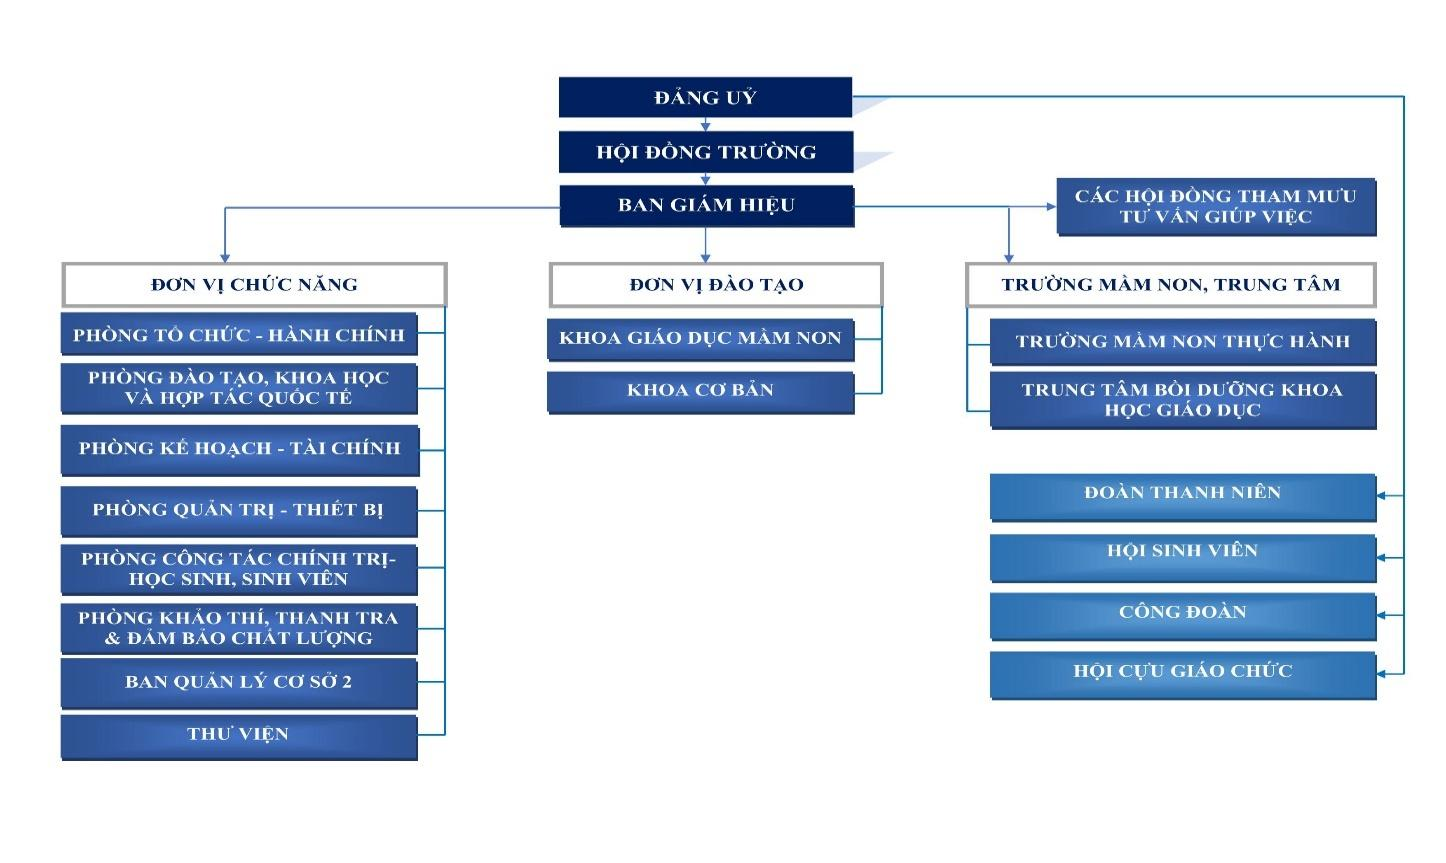 ĐẢNG UỶ
HỘI ĐỒNG TRƯỜNG
BAN GIÁM HIỆU
CÁC HỘI ĐỒNG THAM MƯU
TƯ VẤN GIÚP VIỆC
ĐƠN VỊ CHỨC NĂNG
PHÒNG TỔ CHỨC - HÀNH CHÍNH
PHÒNG ĐÀO TẠO, KHOA HỌC
VÀ HỢP TÁC QUỐC TẾ
PHÒNG KẾ HOẠCH - TÀI CHÍNH
PHÒNG QUẢN TRỊ - THIẾT BỊ
PHÒNG CÔNG TÁC CHÍNH TRỊ-
HỌC SINH, SINH VIÊN
PHÒNG KHẢO THÍ, THANH TRA
& ĐẢM BẢO CHẤT LƯỢNG
BAN QUẢN LÝ CƠ SỞ 2
THƯ VIỆN
ĐƠN VỊ ĐÀO TẠO
KHOA GIÁO DỤC MẦM NON
KHOA CƠ BẢN
TRƯỜNG MẦM NON, TRUNG TÂM
TRƯỜNG MẦM NON THỰC HÀNH
TRUNG TÂM BỒI DƯỠNG KHOA
HỌC GIÁO DỤC
ĐOÀN THANH NIÊN
HỘI SINH VIÊN
CÔNG ĐOÀN
HỘI CỰU GIÁO CHỨC